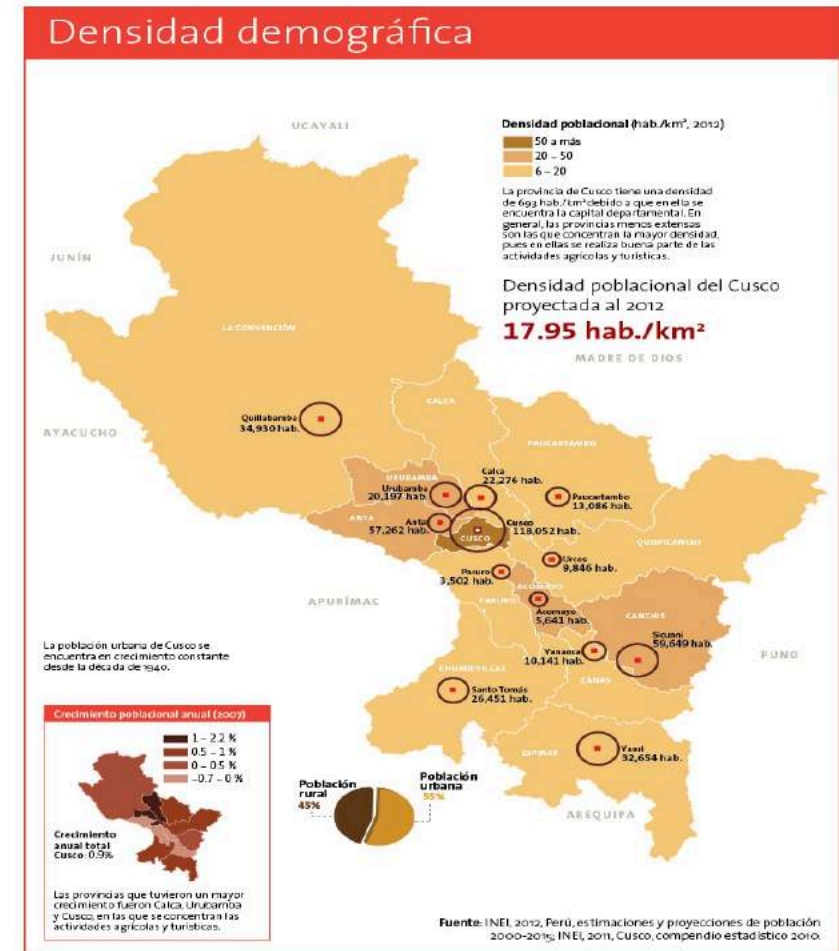 Densidad demográfica
UCAYALI
Densidad poblacional (hab./km², 2012)
50 a más
20 – 50
6 – 20
La provincia de Cusco tiene una densidad
de 693 hab./km² debido a que en ella se
encuentra la capital departamental. En
general, las provincias menos extensas
son las que concentran la mayor densidad,
pues en ellas se realiza buena parte de las
actividades agrícolas y turísticas.
JUNÍN
Densidad poblacional del Cusco
proyectada al 2012
17.95 hab./km²
LA CONVENCIÓN
MADRE DE DIOS
CALCA
Quillabamba
34,930 hab.
AYACUCHO
PAUCARTAMBO
URUBAMBA
Calca
22,276 hab.
Urubamba
20,197 hab.
Paucartambo
13,086 hab.
ANTA
Anta
57,262 hab.
Cusco
118,052 hab.
CUSCO
QUISPICANCHI
Urcos
9,846 hab.
Paruro
3,502 hab.
ACOMAYO
APURÍMAC
PARURO
Acomayo
5,641 hab.
CANCHIS
Sicuani
59,649 hab.
PUNO
La población urbana de Cusco se
encuentra en crecimiento constante
desde la década de 1940.
Yanaoca
10,141 hab.
CHUMBIVILCAS
CANAS
Santo Tomás
26,451 hab.
Crecimiento poblacional anual (2007)
1 – 2.2 %
0.5 – 1 %
0 – 0.5 %
-0.7 – 0 %
ESPINAR
Yauri
32,654 hab.
Población
rural
45%
Población
urbana
55%
AREQUIPA
Crecimiento
anual total
Cusco: 0.9%
Las provincias que tuvieron un mayor
crecimiento fueron Calca, Urubamba
y Cusco, en las que se concentran las
actividades agrícolas y turísticas.
Fuente: INEI, 2012, Perú, estimaciones y proyecciones de población
2000-2015; INEI, 2011, Cusco, compendio estadístico 2010.